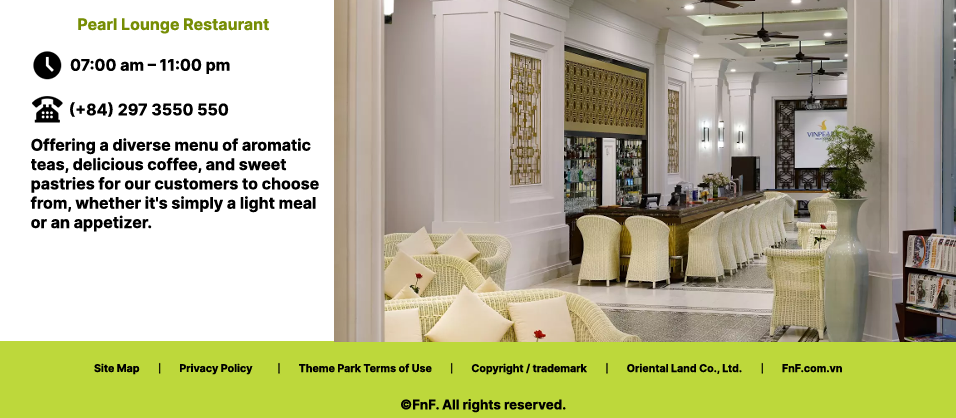 Pearl Lounge Restaurant
07:00 am – 11:00 pm
(+84) 297 3550 550
Offering a diverse menu of aromatic
teas, delicious coffee, and sweet
pastries for our customers to choose
from, whether it's simply a light meal
or an appetizer.
Site Map | Privacy Policy | Theme Park Terms of Use | Copyright / trademark | Oriental Land Co., Ltd. | FnF.com.vn
©FnF. All rights reserved.